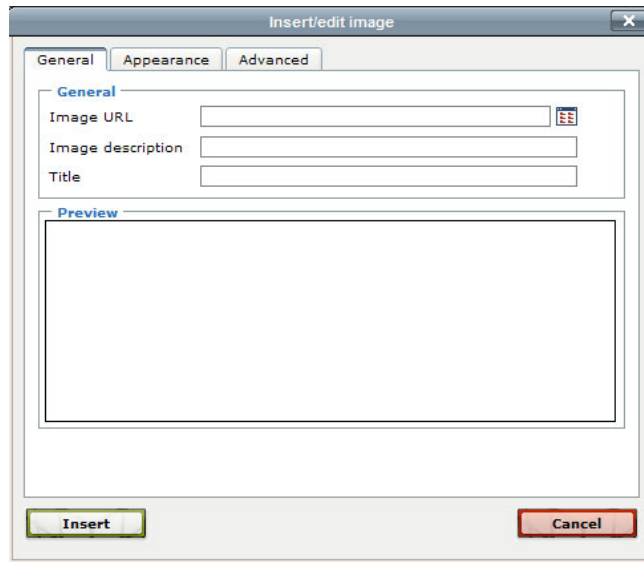 Insert/edit image
General Appearance Advanced
General
Image URL
Image description
Title
Preview
Insert Cancel